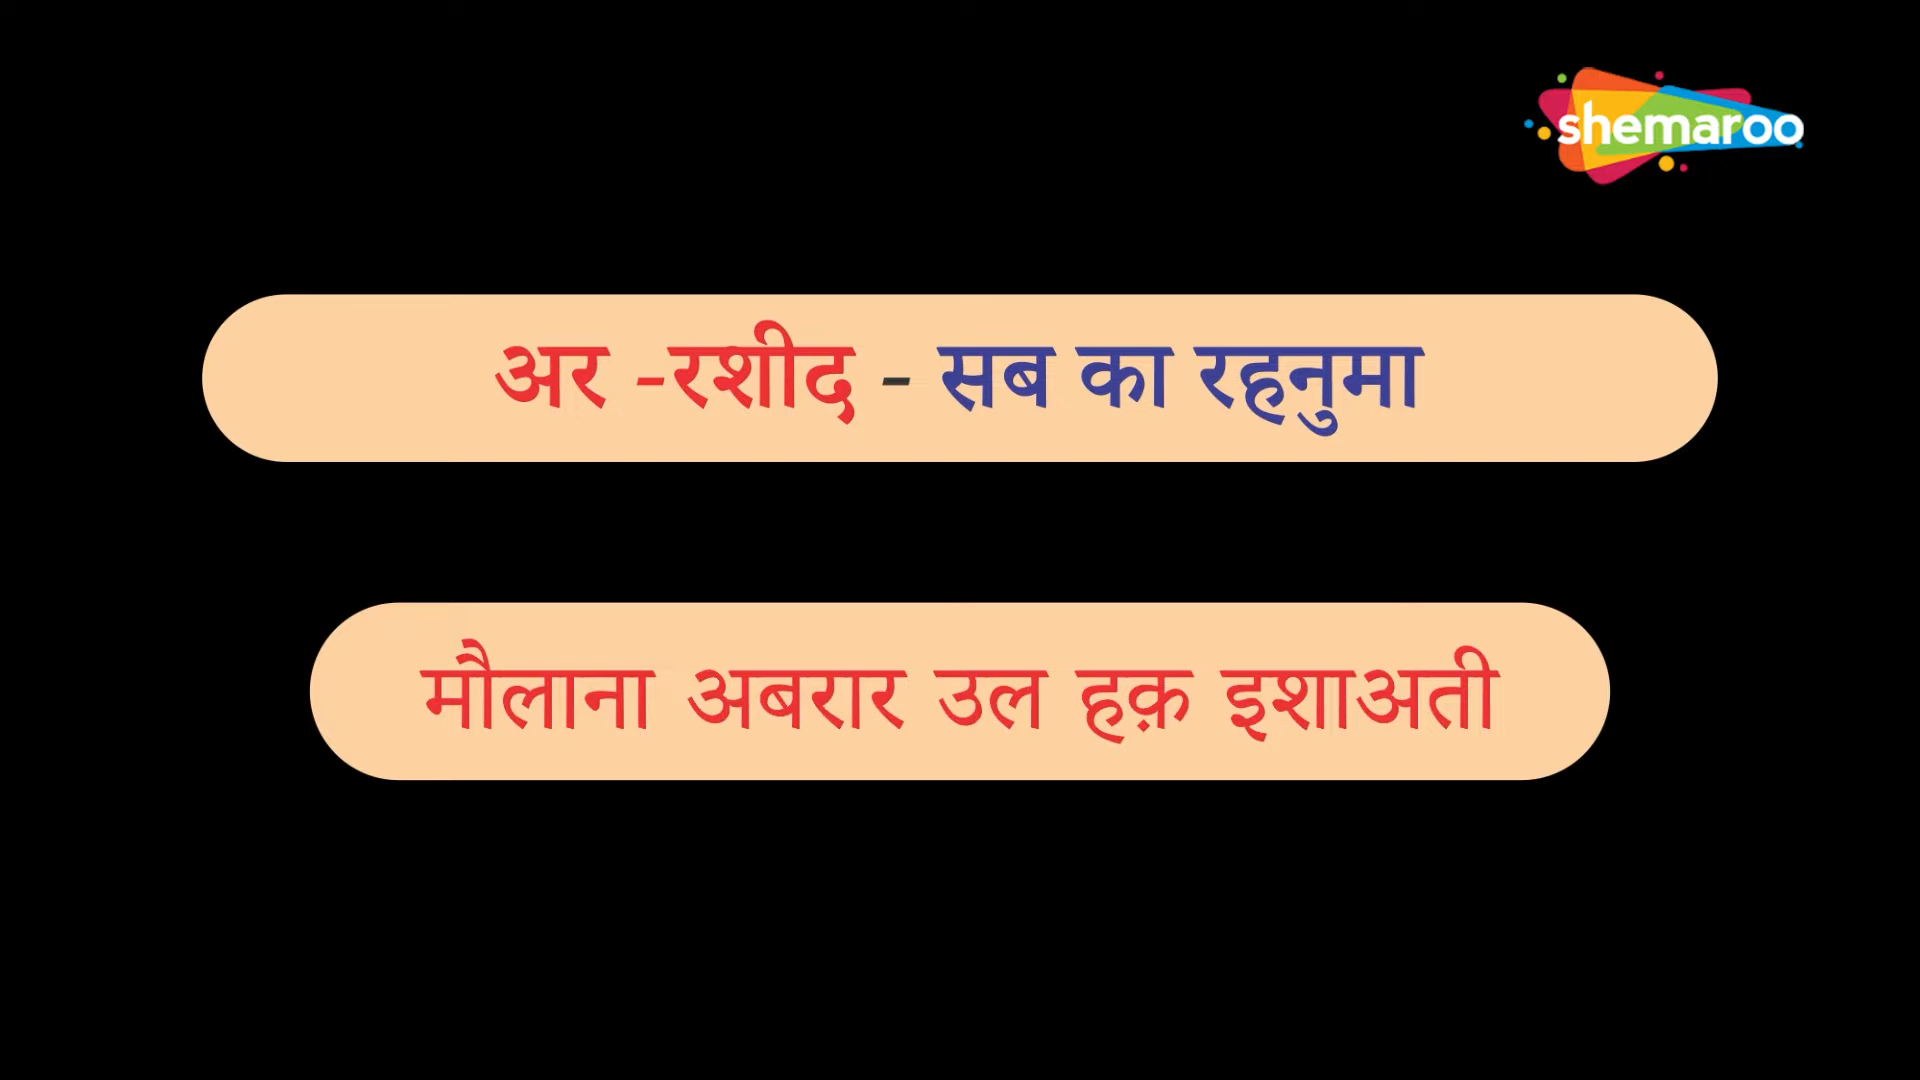 shemaroo
अर -रशीद - सब का रहनुमा
मौलाना अबरार उल हक़ इशाअती